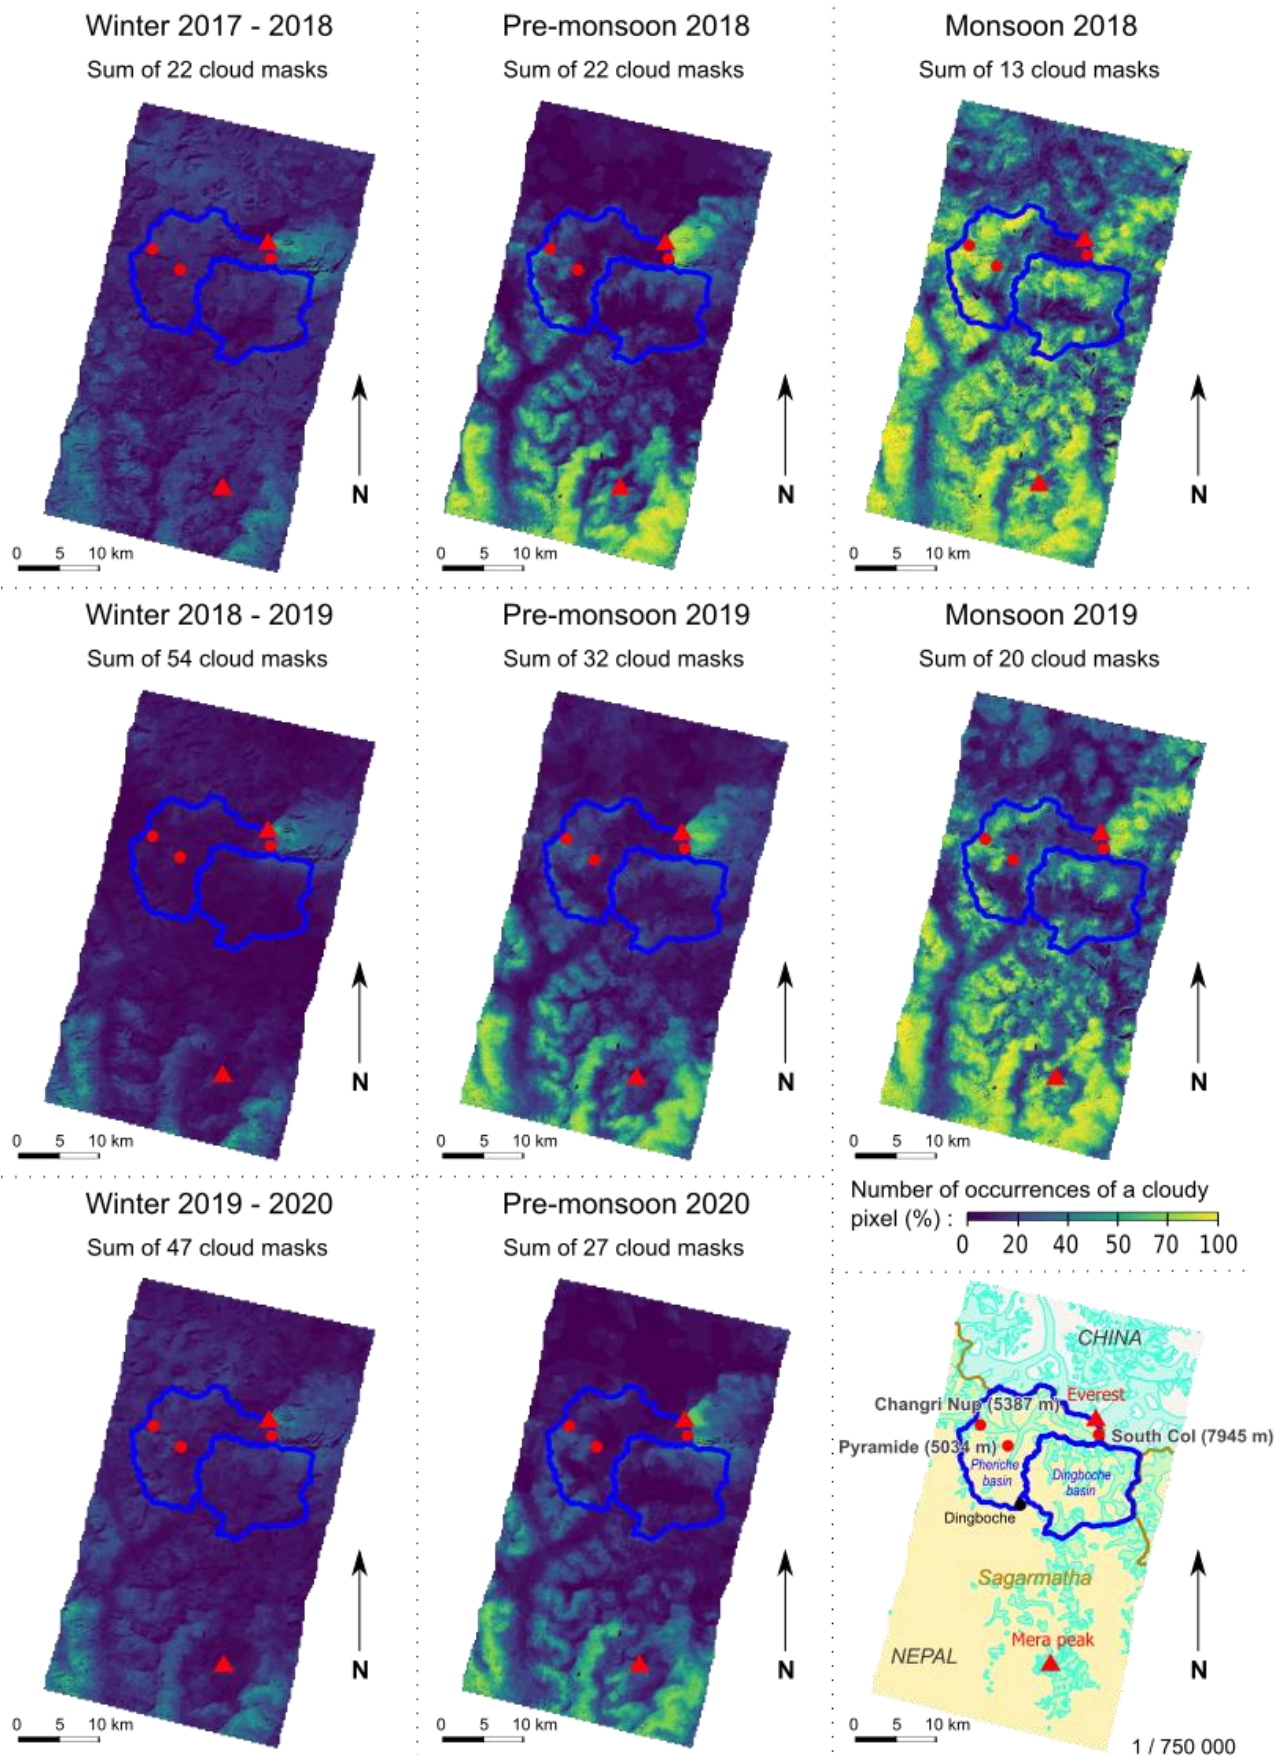 Winter 2017 - 2018
Sum of 22 cloud masks
N
0 5 10 km
Pre-monsoon 2018
Sum of 22 cloud masks
N
0 5 10 km
Monsoon 2018
Sum of 13 cloud masks
N
0 5 10 km
Winter 2018 - 2019
Sum of 54 cloud masks
N
0 5 10 km
Pre-monsoon 2019
Sum of 32 cloud masks
N
0 5 10 km
Monsoon 2019
Sum of 20 cloud masks
N
0 5 10 km
Winter 2019 - 2020
Sum of 47 cloud masks
N
0 5 10 km
Pre-monsoon 2020
Sum of 27 cloud masks
N
0 5 10 km
Number of occurrences of a cloudy
pixel (%) :
0 20 40 50 70 100
CHINA
Everest
Changri Nup (5387 m)
South Col (7945 m)
Pyramide (5034 m)
Pheriche
basin
Dingboche
basin
Dingboche
Sagarmatha
Mera peak
NEPAL
N
0 5 10 km
1 / 750 000